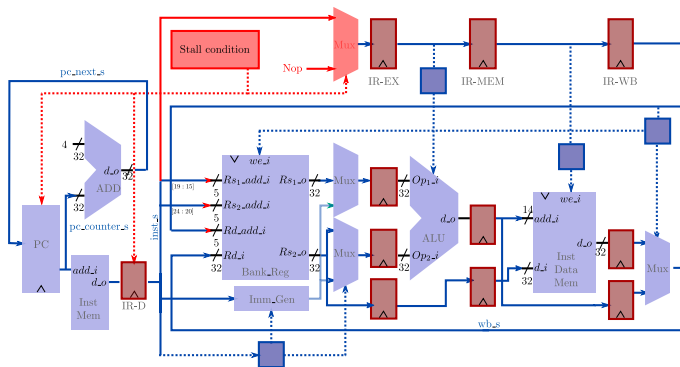 Stall condition
Mux
Nop
IR-EX
IR-MEM
IR-WB
pc_next_s
4
32
ADD
d_o
32
32
pc_counter_s
PC
add_i
d_o
Inst
Mem
IR-D
inst_s
[19 : 15]
[24 : 20]
we_i
Rs1_add_i
Rs1_o
5
32
Rs2_add_i
5
Rd_add_i
5
Rd_i
Rs2_o
32
32
Bank_Reg
Imm_Gen
Mux
Mux
Op1_i
32
Op2_i
32
d_o
ALU
we_i
14
add_i
d_o
32
d_i
32
Inst
Data
Mem
Mux
wb_s